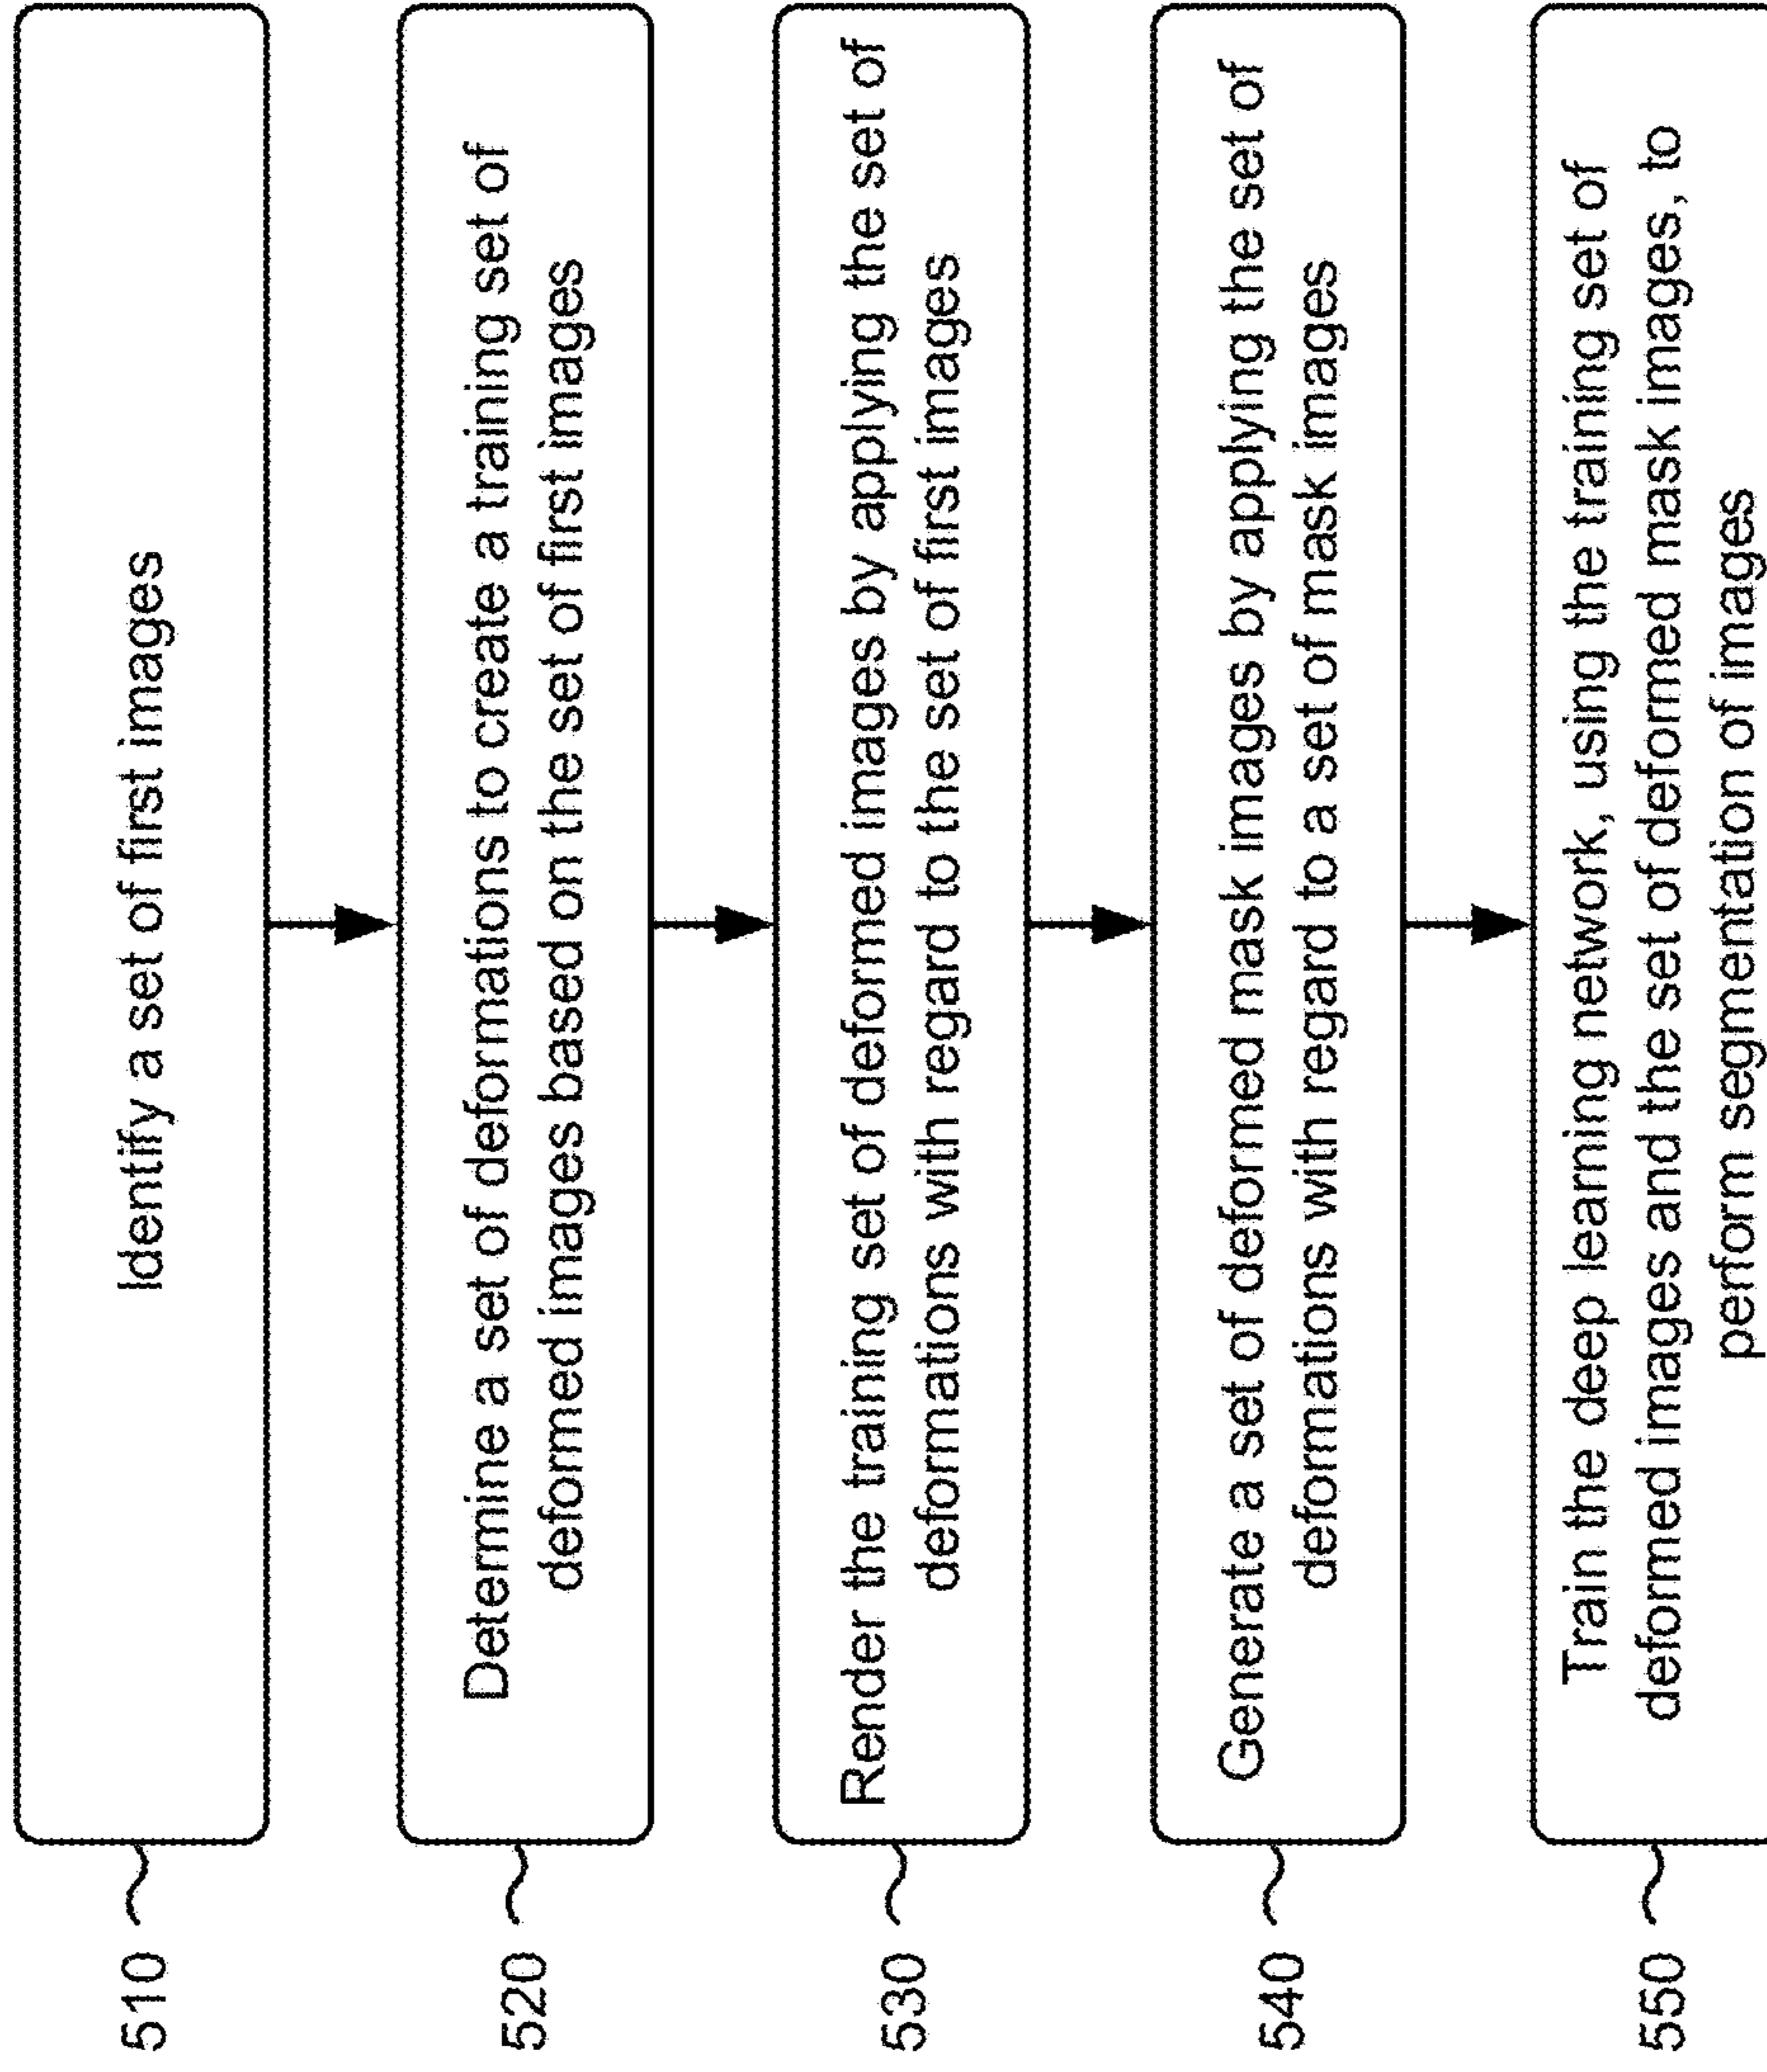 510
Identify a set of first images
520
Determine a set of deformations to create a training set of
deformed images based on the set of first images
530
Render the training set of deformed images by applying the set of
deformations with regard to the set of first images
540
Generate a set of deformed mask images by applying the set of
deformations with regard to a set of mask images
550
Train the deep learning network, using the training set of
deformed images and the set of deformed mask images, to
perform segmentation of images